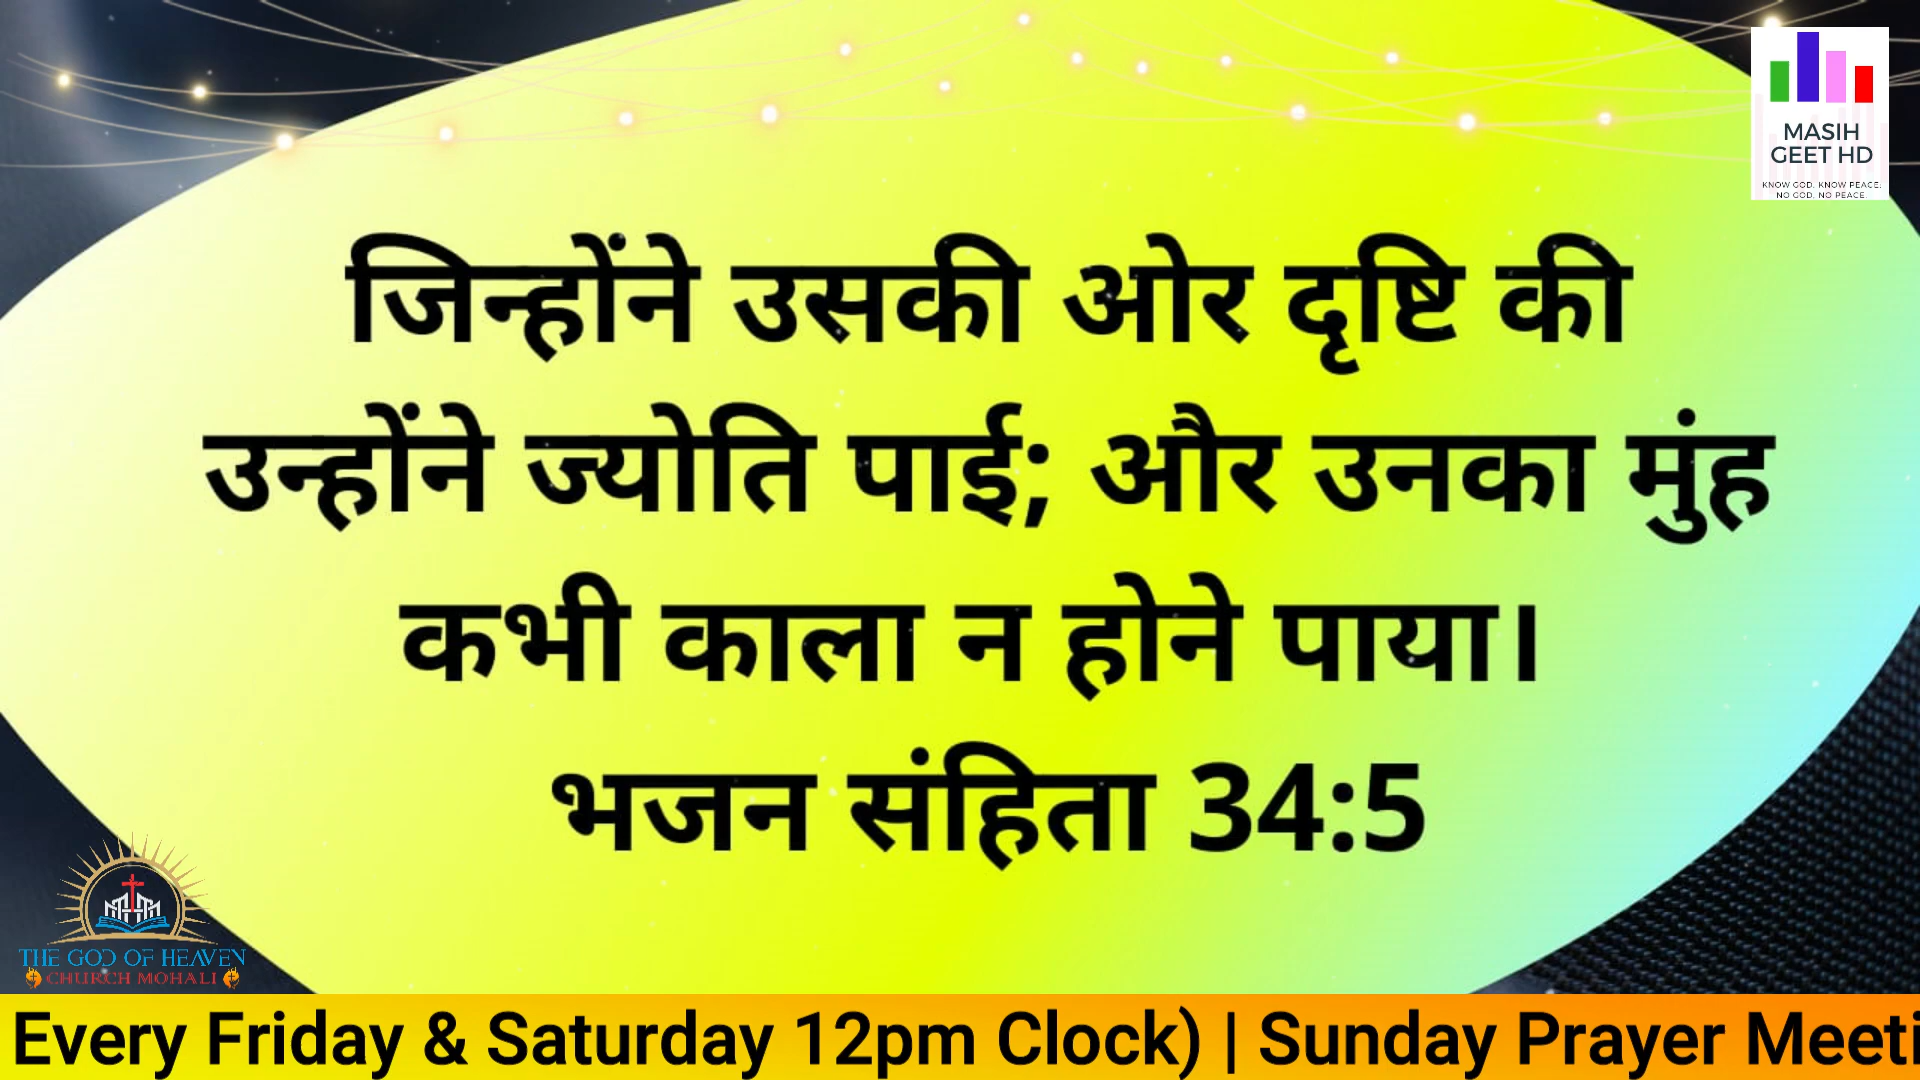 MASIH
GEET HD
KNOW GOD, KNOW PEACE.
NO GOD, NO PEACE.
जिन्होंने उसकी ओर दृष्टि की
उन्होंने ज्योति पाई; और उनका मुंह
कभी काला न होने पाया।
भजन संहिता 34:5
THE GOD OF HEAVEN
CHURCH MOHALI
Every Friday & Saturday 12pm Clock) | Sunday Prayer Meeti